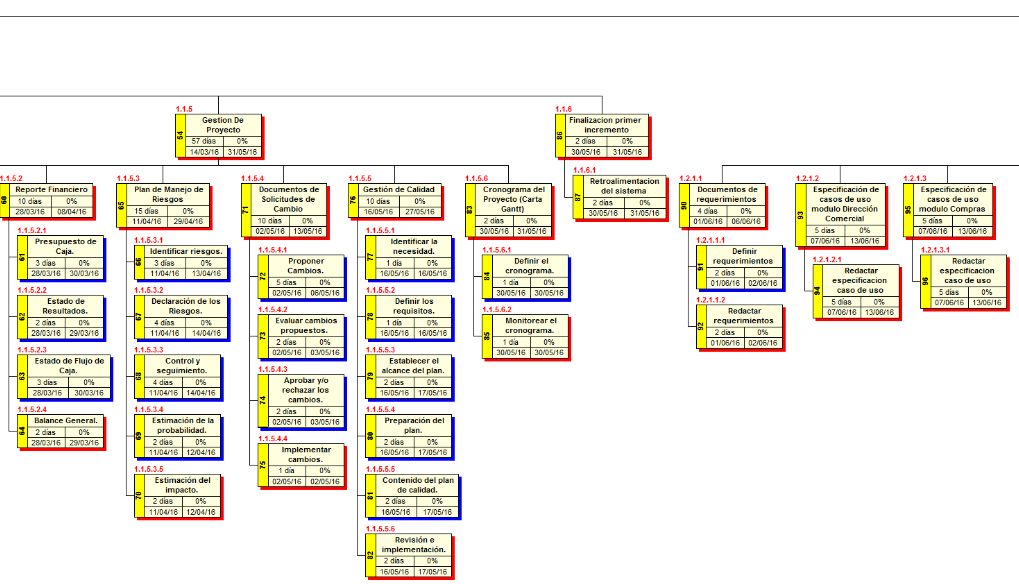 1.1.5
54
Gestion De
Proyecto
57 días 0%
14/03/16 31/05/16
1.1.6
86
Finalizacion primer
incremento
2 días 0%
30/05/16 31/05/16
1.1.6.1
87
Retroalimentacion
del sistema
2 días 0%
30/05/16 31/05/16
1.1.5.2
60
Reporte Financiero
10 días 0%
28/03/16 08/04/16
1.1.5.2.1
61
Presupuesto de
Caja.
3 días 0%
28/03/16 30/03/16
1.1.5.2.2
62
Estado de
Resultados.
2 días 0%
28/03/16 29/03/16
1.1.5.2.3
63
Estado de Flujo de
Caja.
3 días 0%
28/03/16 30/03/16
1.1.5.2.4
64
Balance General.
2 días 0%
28/03/16 29/03/16
1.1.5.3
65
Plan de Manejo de
Riesgos
15 días 0%
11/04/16 29/04/16
1.1.5.3.1
66
Identificar riesgos.
3 días 0%
11/04/16 13/04/16
1.1.5.3.2
67
Declaración de los
Riesgos.
4 días 0%
11/04/16 14/04/16
1.1.5.3.3
68
Control y
seguimiento.
4 días 0%
11/04/16 14/04/16
1.1.5.3.4
69
Estimación de la
probabilidad.
2 días 0%
11/04/16 12/04/16
1.1.5.3.5
70
Estimación del
impacto.
2 días 0%
11/04/16 12/04/16
1.1.5.4
71
Documentos de
Solicitudes de
Cambio
10 días 0%
02/05/16 13/05/16
1.1.5.4.1
72
Proponer
Cambios.
5 días 0%
02/05/16 06/05/16
1.1.5.4.2
73
Evaluar cambios
propuestos.
2 días 0%
02/05/16 03/05/16
1.1.5.4.3
74
Aprobar y/o
rechazar los
cambios.
2 días 0%
02/05/16 03/05/16
1.1.5.4.4
75
Implementar
cambios.
1 día 0%
02/05/16 02/05/16
1.1.5.5
76
Gestión de Calidad
10 días 0%
16/05/16 27/05/16
1.1.5.5.1
77
Identificar la
necesidad.
1 día 0%
16/05/16 16/05/16
1.1.5.5.2
78
Definir los
requisitos.
1 día 0%
16/05/16 16/05/16
1.1.5.5.3
79
Establecer el
alcance del plan.
2 días 0%
16/05/16 17/05/16
1.1.5.5.4
80
Preparación del
plan.
2 días 0%
16/05/16 17/05/16
1.1.5.5.5
81
Contenido del plan
de calidad.
2 días 0%
16/05/16 17/05/16
1.1.5.5.6
82
Revisión e
implementación.
2 días 0%
16/05/16 17/05/16
1.1.5.6
83
Cronograma del
Proyecto (Carta
Gantt)
2 días 0%
30/05/16 31/05/16
1.1.5.6.1
84
Definir el
cronograma.
1 día 0%
30/05/16 30/05/16
1.1.5.6.2
85
Monitorear el
cronograma.
1 día 0%
30/05/16 30/05/16
1.2.1.1
90
Documentos de
requerimientos
4 días 0%
01/06/16 06/06/16
1.2.1.1.1
91
Definir
requerimientos
2 días 0%
01/06/16 02/06/16
1.2.1.1.2
92
Redactar
requerimientos
2 días 0%
01/06/16 02/06/16
1.2.1.2
93
Especificación de
casos de uso
modulo Dirección
Comercial
5 días 0%
07/06/16 13/06/16
1.2.1.2.1
94
Redactar
especificacion
caso de uso
5 días 0%
07/06/16 13/06/16
1.2.1.3
95
Especificación de
casos de uso
modulo Compras
5 días 0%
07/06/16 13/06/16
1.2.1.3.1
96
Redactar
especificacion
caso de uso
5 días 0%
07/06/16 13/06/16